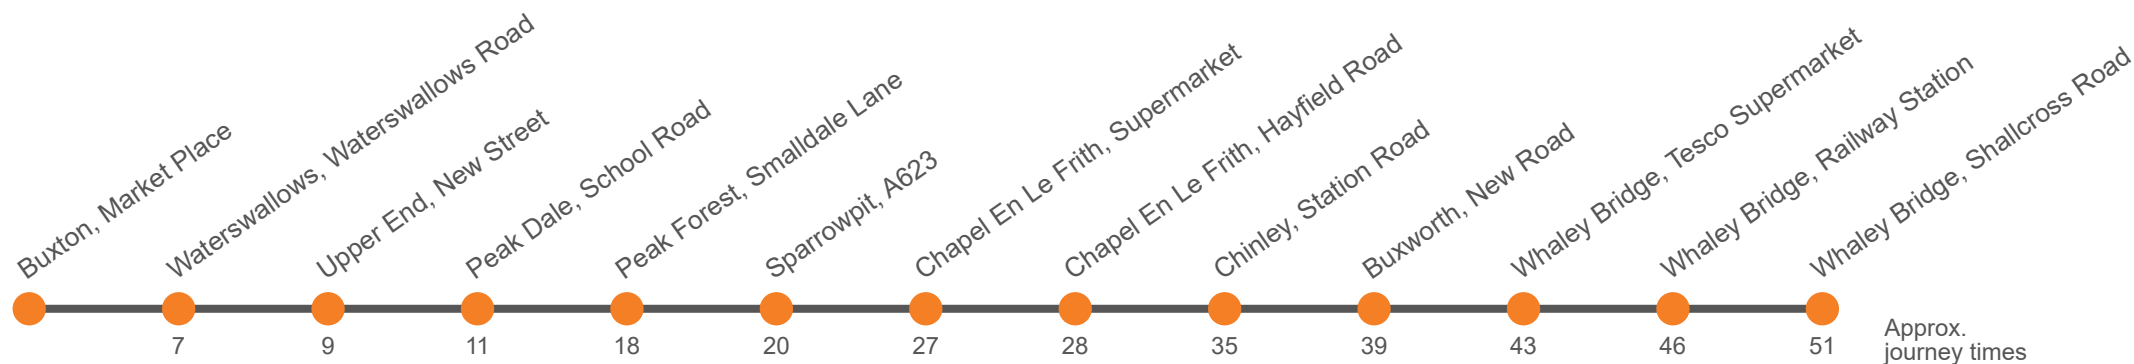 Buxton, Market Place
Waterswallows, Waterswallows Road
Upper End, New Street
Peak Dale, School Road
Peak Forest, Smalldale Lane
Sparrowpit, A623
Chapel En Le Frith, Supermarket
Chapel En Le Frith, Hayfield Road
Chinley, Station Road
Buxworth, New Road
Whaley Bridge, Tesco Supermarket
Whaley Bridge, Railway Station
Whaley Bridge, Shallcross Road
7 9 11 18 20 27 28 35 39 43 46 51
Approx.
journey times